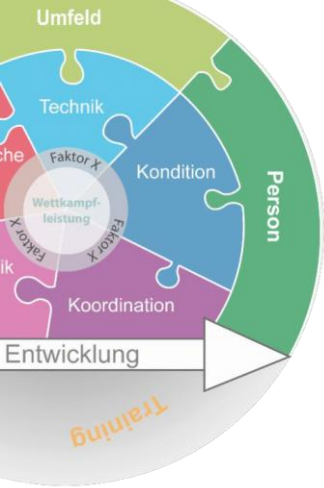 Umfeld
Technik
che
Faktor X
Kondition
Person
Wettkampf-
leistung
Faktor X
Faktor X
ik
Koordination
Entwicklung
Training